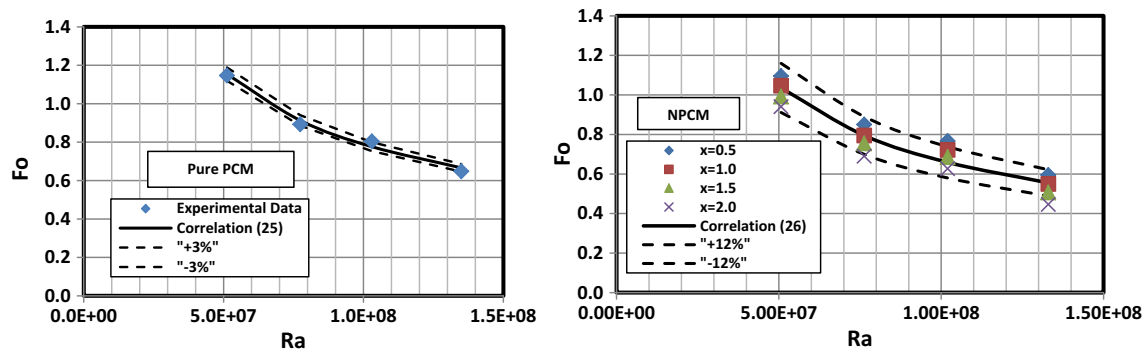 1.4
1.2
1.0
0.8
0.6
0.4
0.2
0.0
Fo
Pure PCM
Experimental Data
Correlation (25)
"+3%"
"-3%"
0.0E+00
5.0E+07
1.0E+08
1.5E+08
Ra
1.4
1.2
1.0
0.8
0.6
0.4
0.2
0.0
Fo
NPCM
x=0.5
x=1.0
x=1.5
x=2.0
Correlation (26)
"+12%"
"-12%"
0.00E+00
5.00E+07
1.00E+08
1.50E+08
Ra